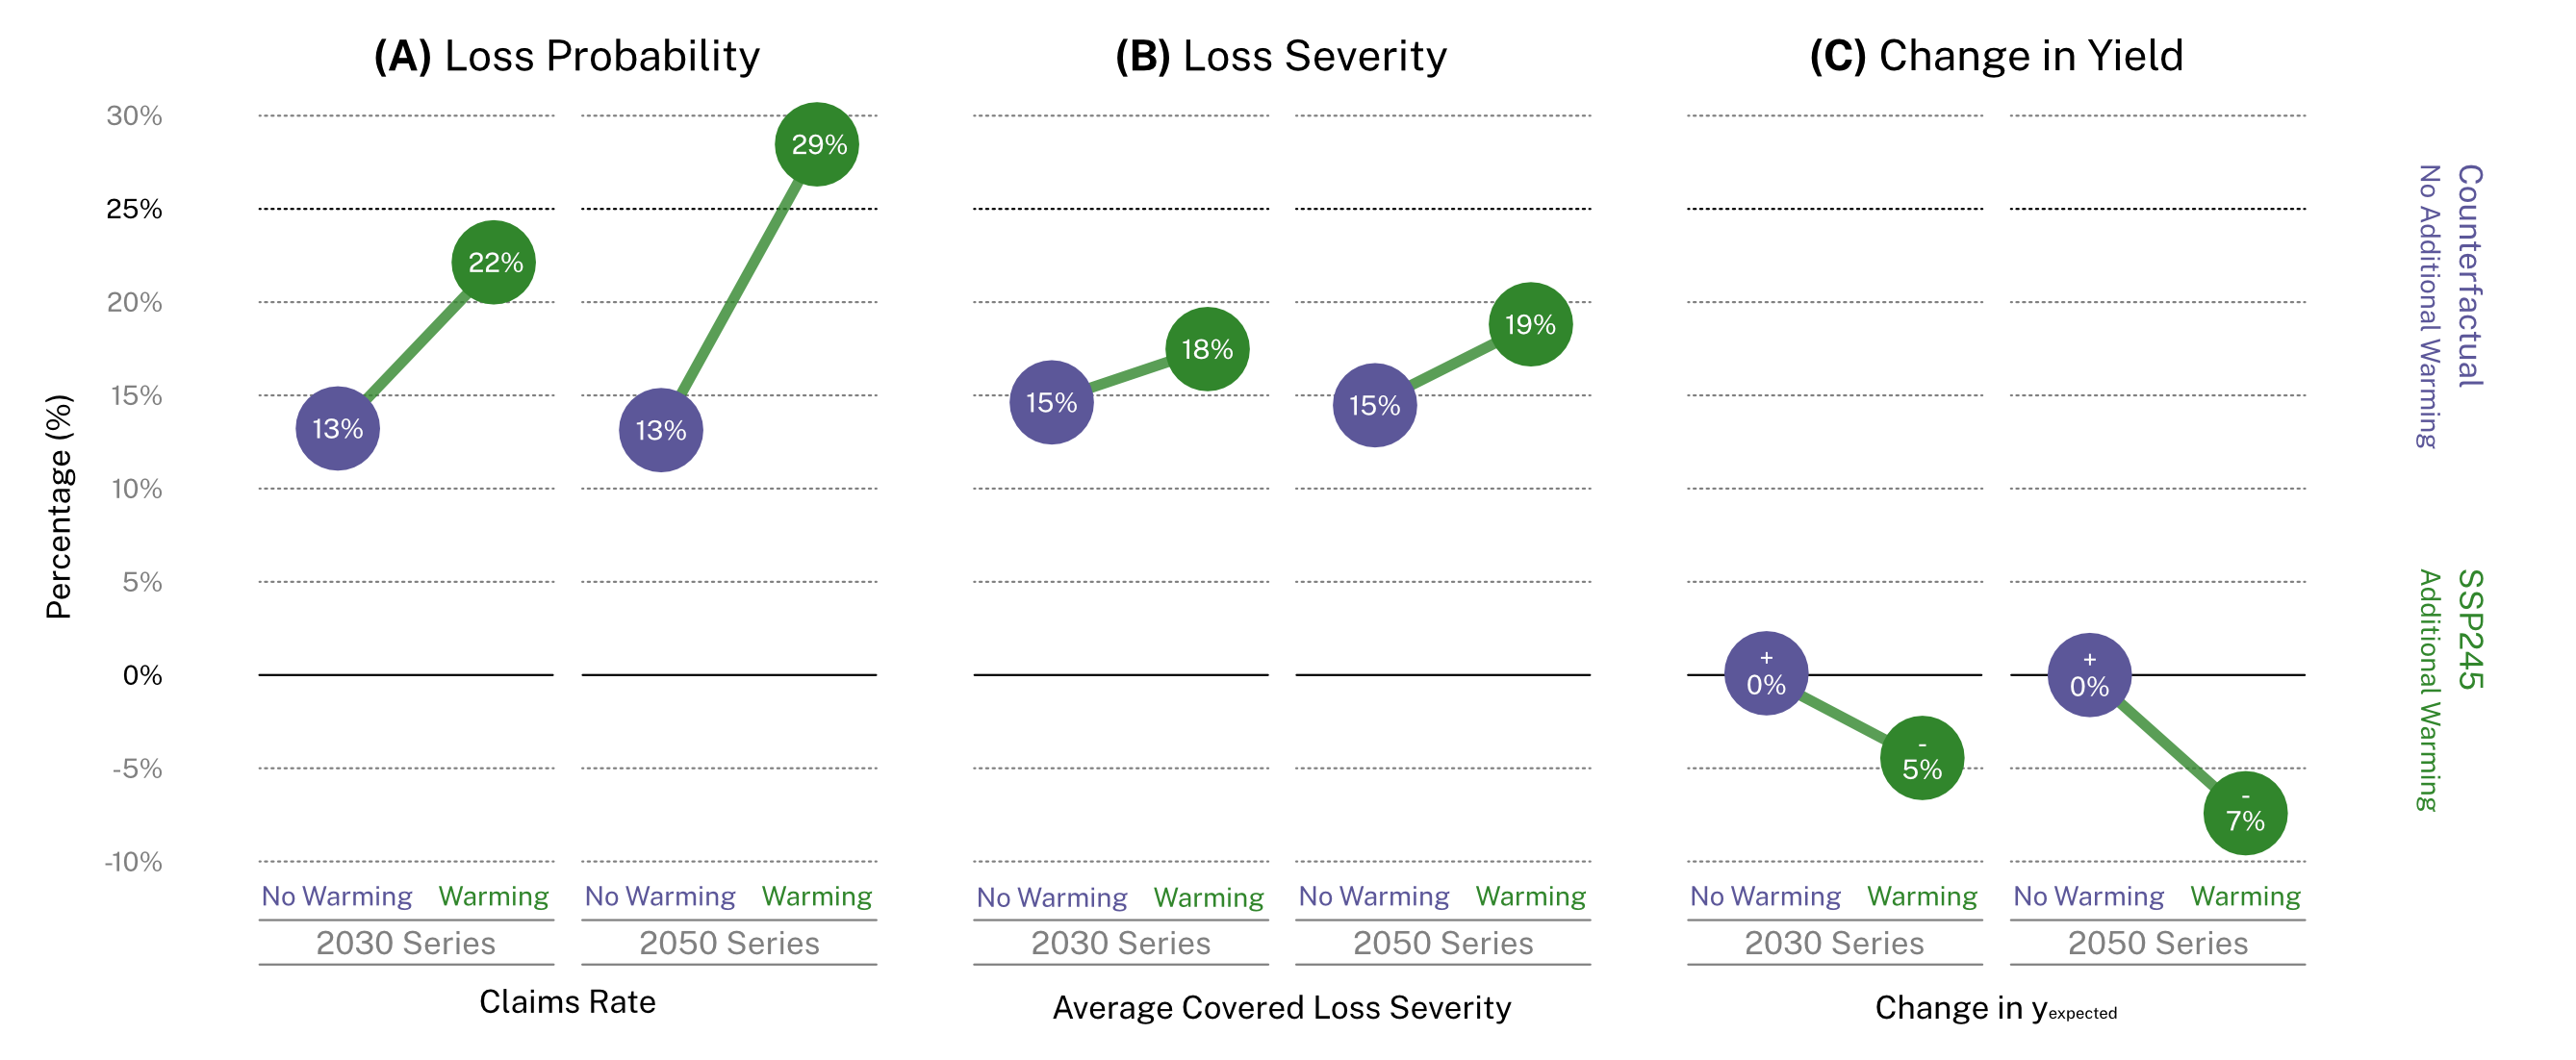 (A) Loss Probability
(B) Loss Severity
(C) Change in Yield
Percentage (%)
30%
25%
20%
15%
10%
5%
0%
-5%
-10%
13%
22%
13%
29%
15%
18%
15%
19%
+
0%
-
5%
+
0%
-
7%
No Warming Warming
No Warming Warming
No Warming Warming
No Warming Warming
No Warming Warming
No Warming Warming
2030 Series
2050 Series
2030 Series
2050 Series
2030 Series
2050 Series
Claims Rate
Average Covered Loss Severity
Change in yexpected
Counterfactual
No Additional Warming
SSP245
Additional Warming